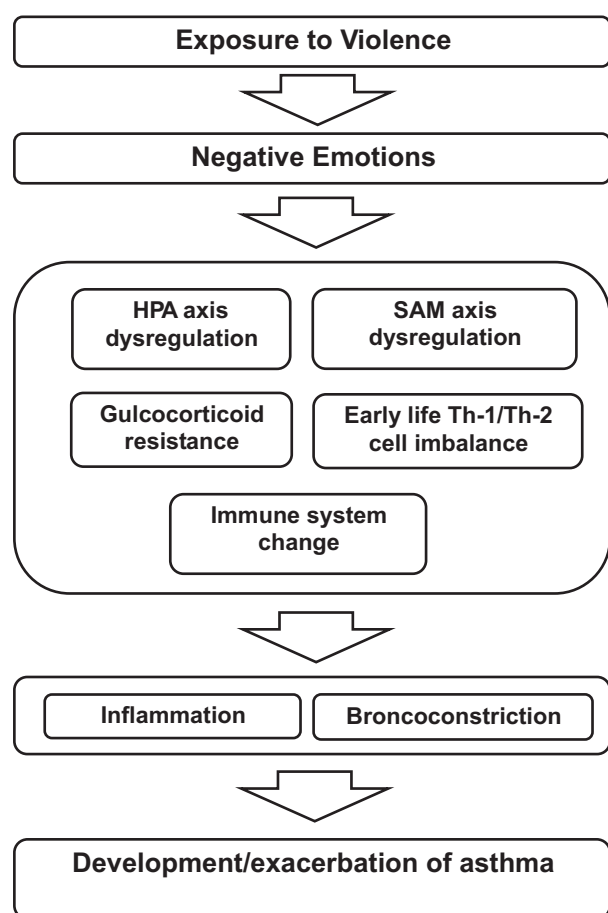 Exposure to Violence
Negative Emotions
HPA axis
dysregulation
SAM axis
dysregulation
Gulcocorticoid
resistance
Early life Th-1/Th-2
cell imbalance
Immune system
change
Inflammation
Broncoconstriction
Development/exacerbation of asthma